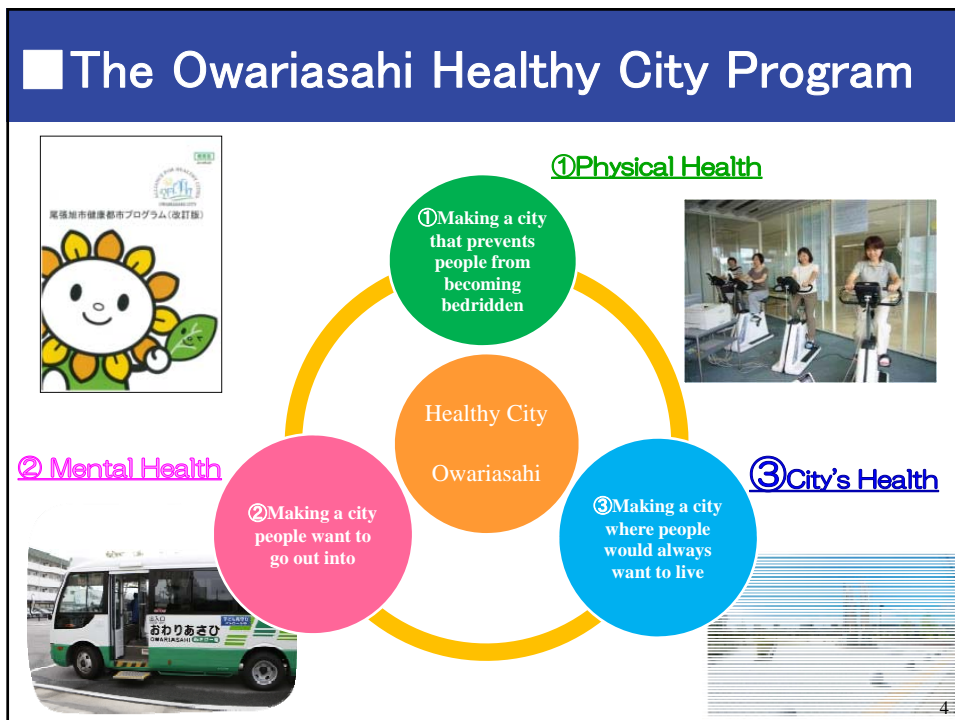 ■The Owariasahi Healthy City Program
OWARIASAHI CITY
尾張旭市健康都市プログラム(改訂版)
①Physical Health
①Making a city
that prevents
people from
becoming
bedridden
Healthy City
Owariasahi
② Mental Health
②Making a city
people want to
go out into
③City's Health
③Making a city
where people
would always
want to live
おわりあさひ
OWARIASAHI
4